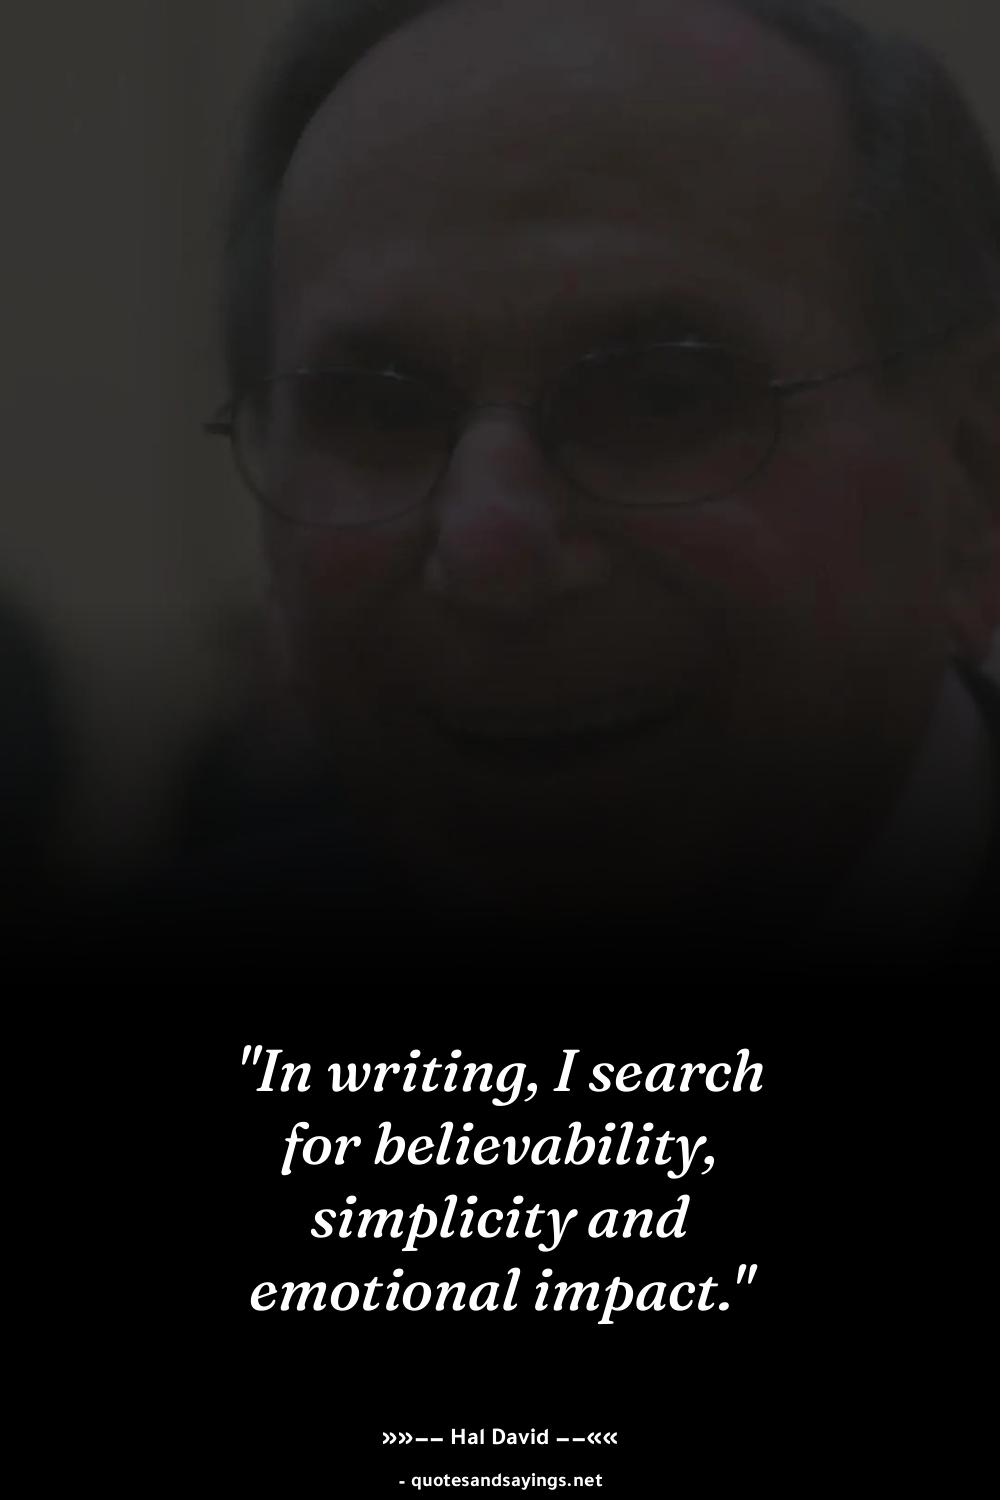 "In writing, I search
for believability,
simplicity and
emotional impact."
»»–– Hal David ––««
- quotesandsayings.net